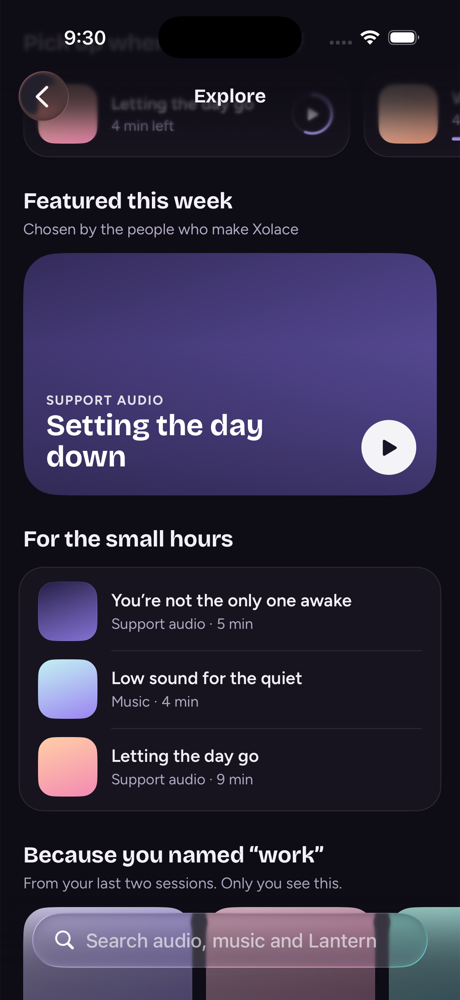 9:30
Pick up where
Explore
Letting the day go
4 min left
Featured this week
Chosen by the people who make Xolace
SUPPORT AUDIO
Setting the day
down
For the small hours
You’re not the only one awake
Support audio · 5 min
Low sound for the quiet
Music · 4 min
Letting the day go
Support audio · 9 min
Because you named “work”
From your last two sessions. Only you see this.
Search audio, music and Lantern